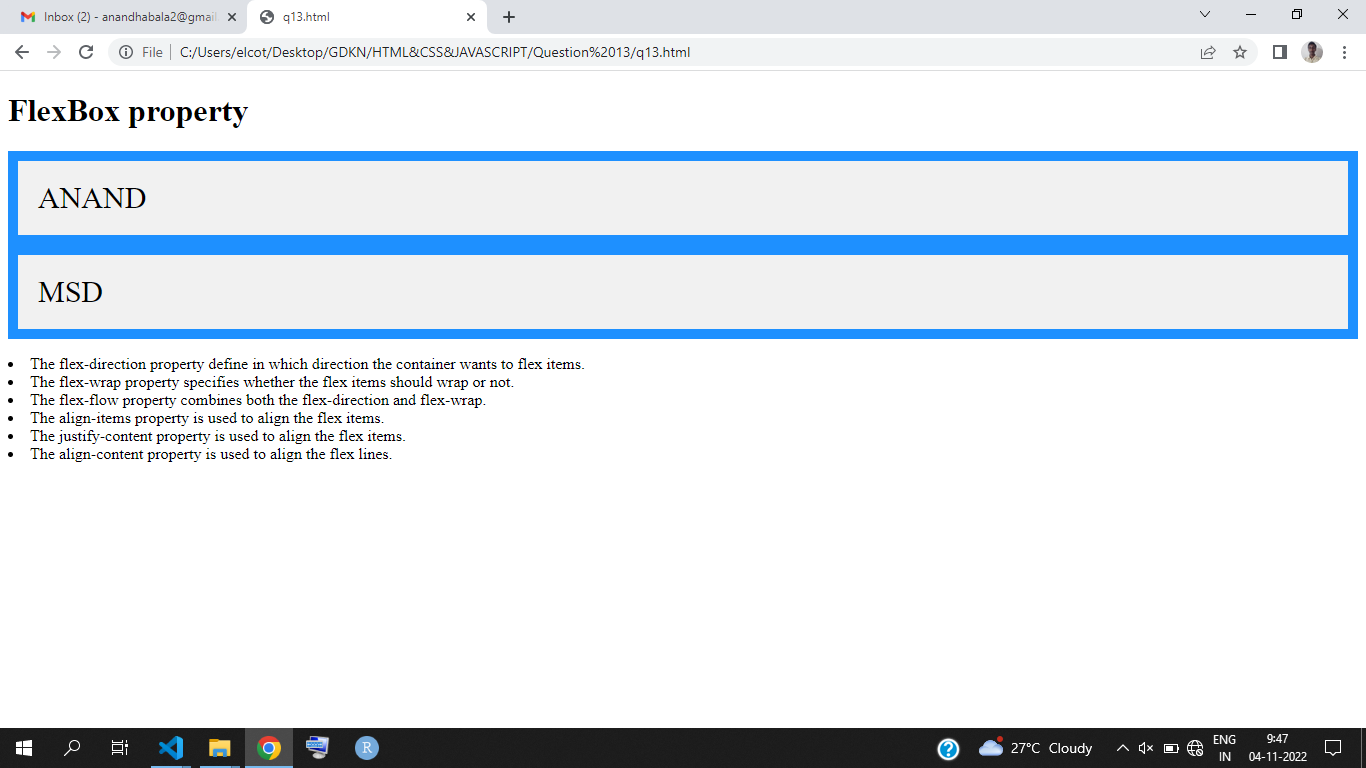 Inbox (2) - anandhabala2@gmail
q13.html
File
C:/Users/elcot/Desktop/GDKN/HTML&CSS&JAVASCRIPT/Question%2013/q13.html
FlexBox property
ANAND
MSD
The flex-direction property define in which direction the container wants to flex items.
The flex-wrap property specifies whether the flex items should wrap or not.
The flex-flow property combines both the flex-direction and flex-wrap.
The align-items property is used to align the flex items.
The justify-content property is used to align the flex items.
The align-content property is used to align the flex lines.
R
27°C Cloudy
ENG
IN
9:47
04-11-2022